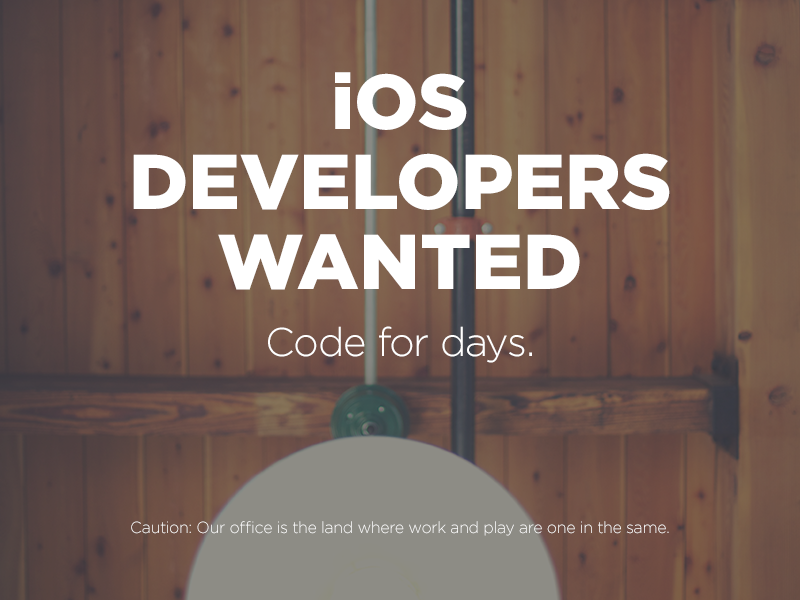 iOS
DEVELOPERS
WANTED
Code for days.
Caution: Our office is the land where work and play are one in the same.